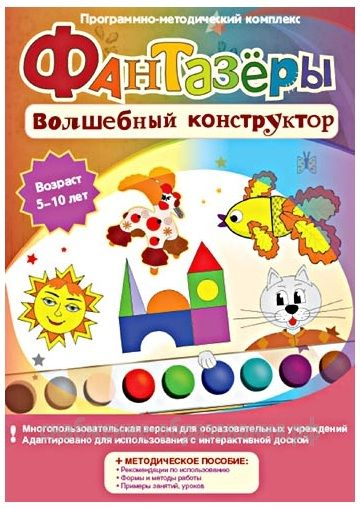 Программно-методический комплекс
Фантазёры
Волшебный конструктор
Возраст
5–10 лет
! Многопользовательская версия для образовательных учреждений
Адаптировано для использования с интерактивной доской
+ МЕТОДИЧЕСКОЕ ПОСОБИЕ:
• Рекомендации по использованию
• Формы и методы работы
• Примеры занятий, уроков